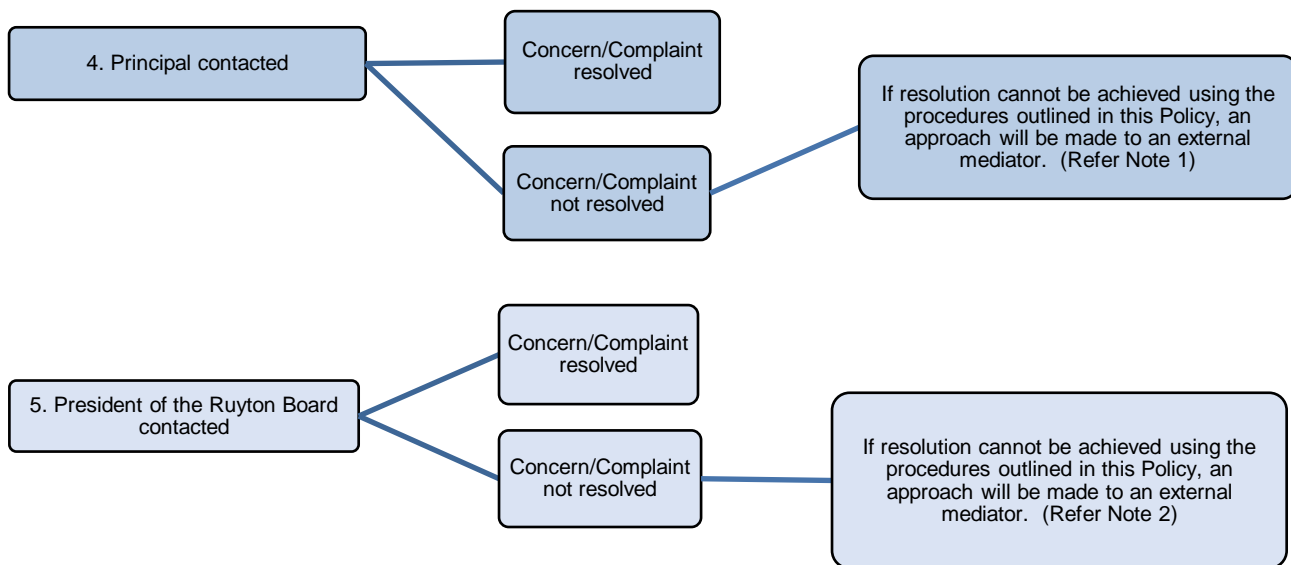 4. Principal contacted
Concern/Complaint
resolved
Concern/Complaint
not resolved
If resolution cannot be achieved using the
procedures outlined in this Policy, an
approach will be made to an external
mediator.  (Refer Note 1)
5. President of the Ruyton Board
contacted
Concern/Complaint
resolved
Concern/Complaint
not resolved
If resolution cannot be achieved using the
procedures outlined in this Policy, an
approach will be made to an external
mediator.  (Refer Note 2)